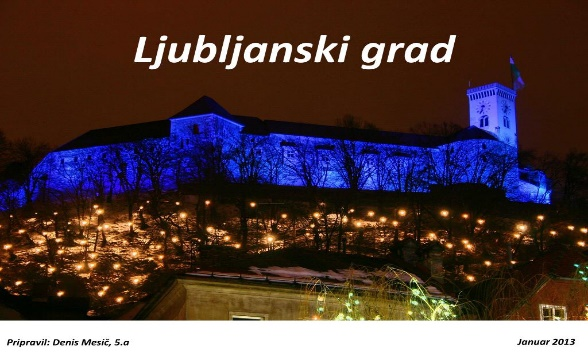 Ljubljanski grad
Pripravil: Denis Mesič, 5.a
Januar 2013